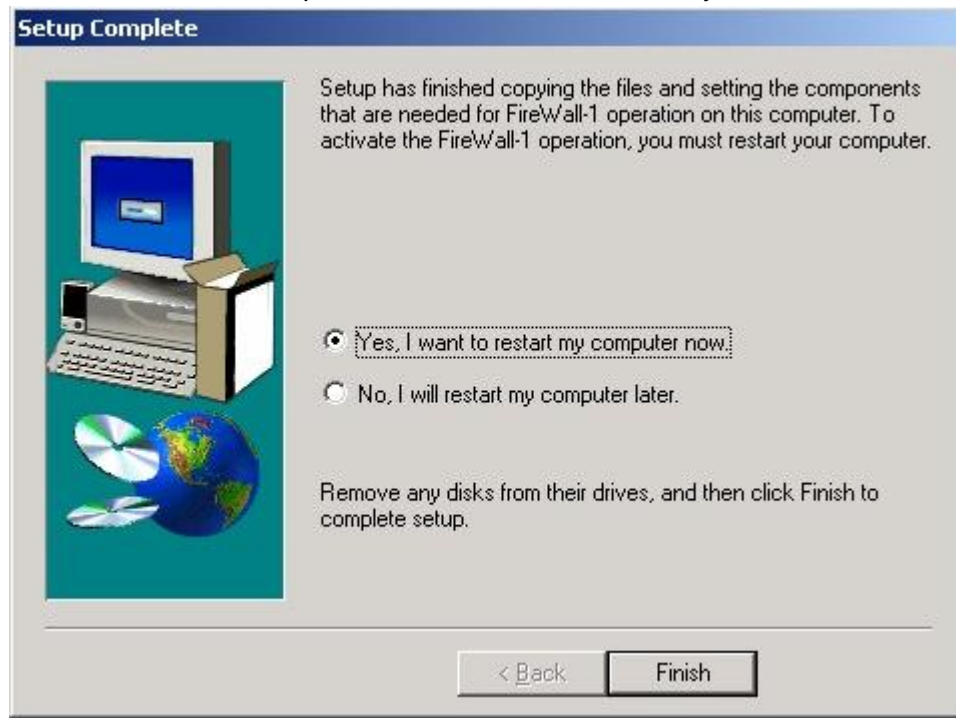 Setup Complete
Setup has finished copying the files and setting the components
that are needed for FireWall-1 operation on this computer. To
activate the FireWall-1 operation, you must restart your computer.
Yes, I want to restart my computer now.
No, I will restart my computer later.
Remove any disks from their drives, and then click Finish to
complete setup.
< Back
Finish